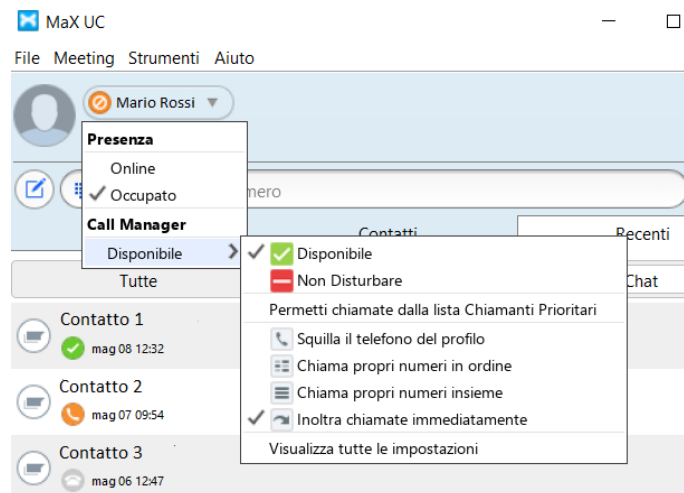 MaX UC
File Meeting Strumenti Aiuto
Mario Rossi
Presenza
Online
Occupato
mero
Call Manager
Contatti
Recenti
Disponibile
Disponibile
Tutte
Non Disturbare
Chat
Permetti chiamate dalla lista Chiamanti Prioritari
Squilla il telefono del profilo
Chiama propri numeri in ordine
Chiama propri numeri insieme
Inoltra chiamate immediatamente
Visualizza tutte le impostazioni
Contatto 1
mag 08 12:32
Contatto 2
mag 07 09:54
Contatto 3
mag 06 12:47